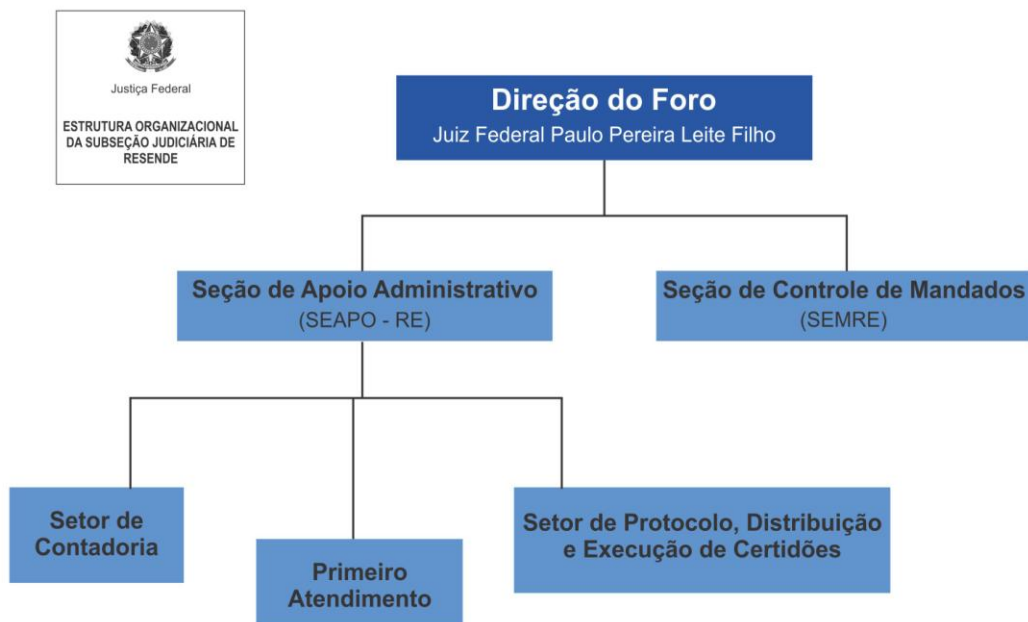 Justiça Federal
ESTRUTURA ORGANIZACIONAL
DA SUBSEÇÃO JUDICIÁRIA DE
RESENDE
Direção do Foro
Juiz Federal Paulo Pereira Leite Filho
Seção de Apoio Administrativo
(SEAPO - RE)
Seção de Controle de Mandados
(SEMRE)
Setor de
Contadoria
Primeiro
Atendimento
Setor de Protocolo, Distribuição
e Execução de Certidões